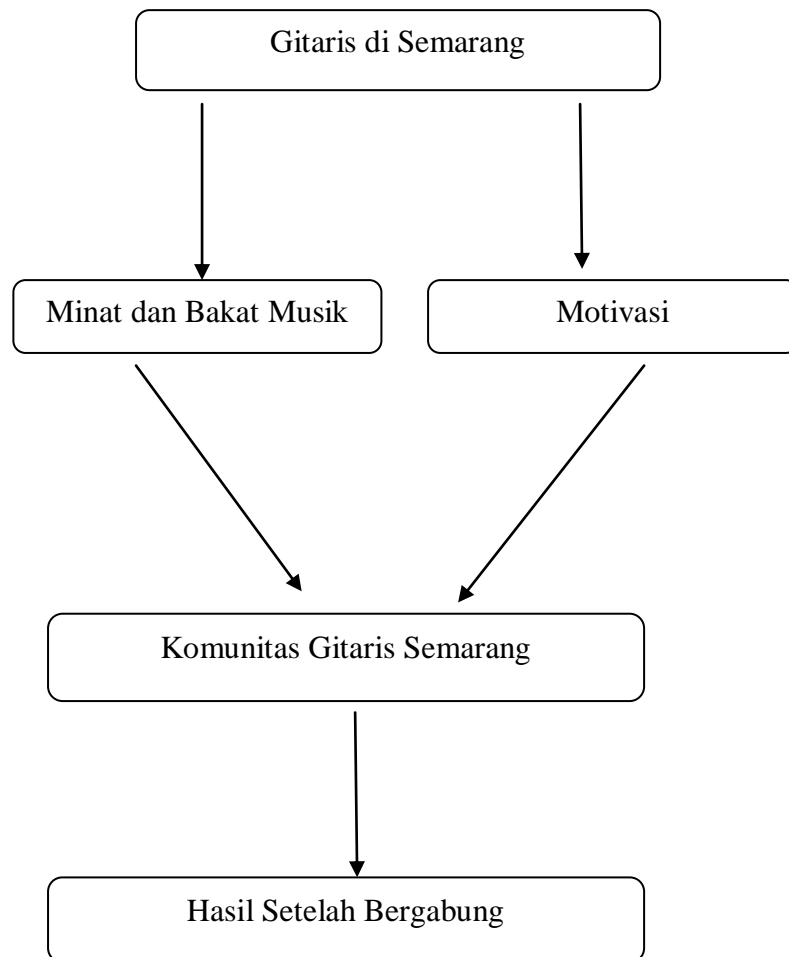 Gitaris di Semarang
Minat dan Bakat Musik
Motivasi
Komunitas Gitaris Semarang
Hasil Setelah Bergabung